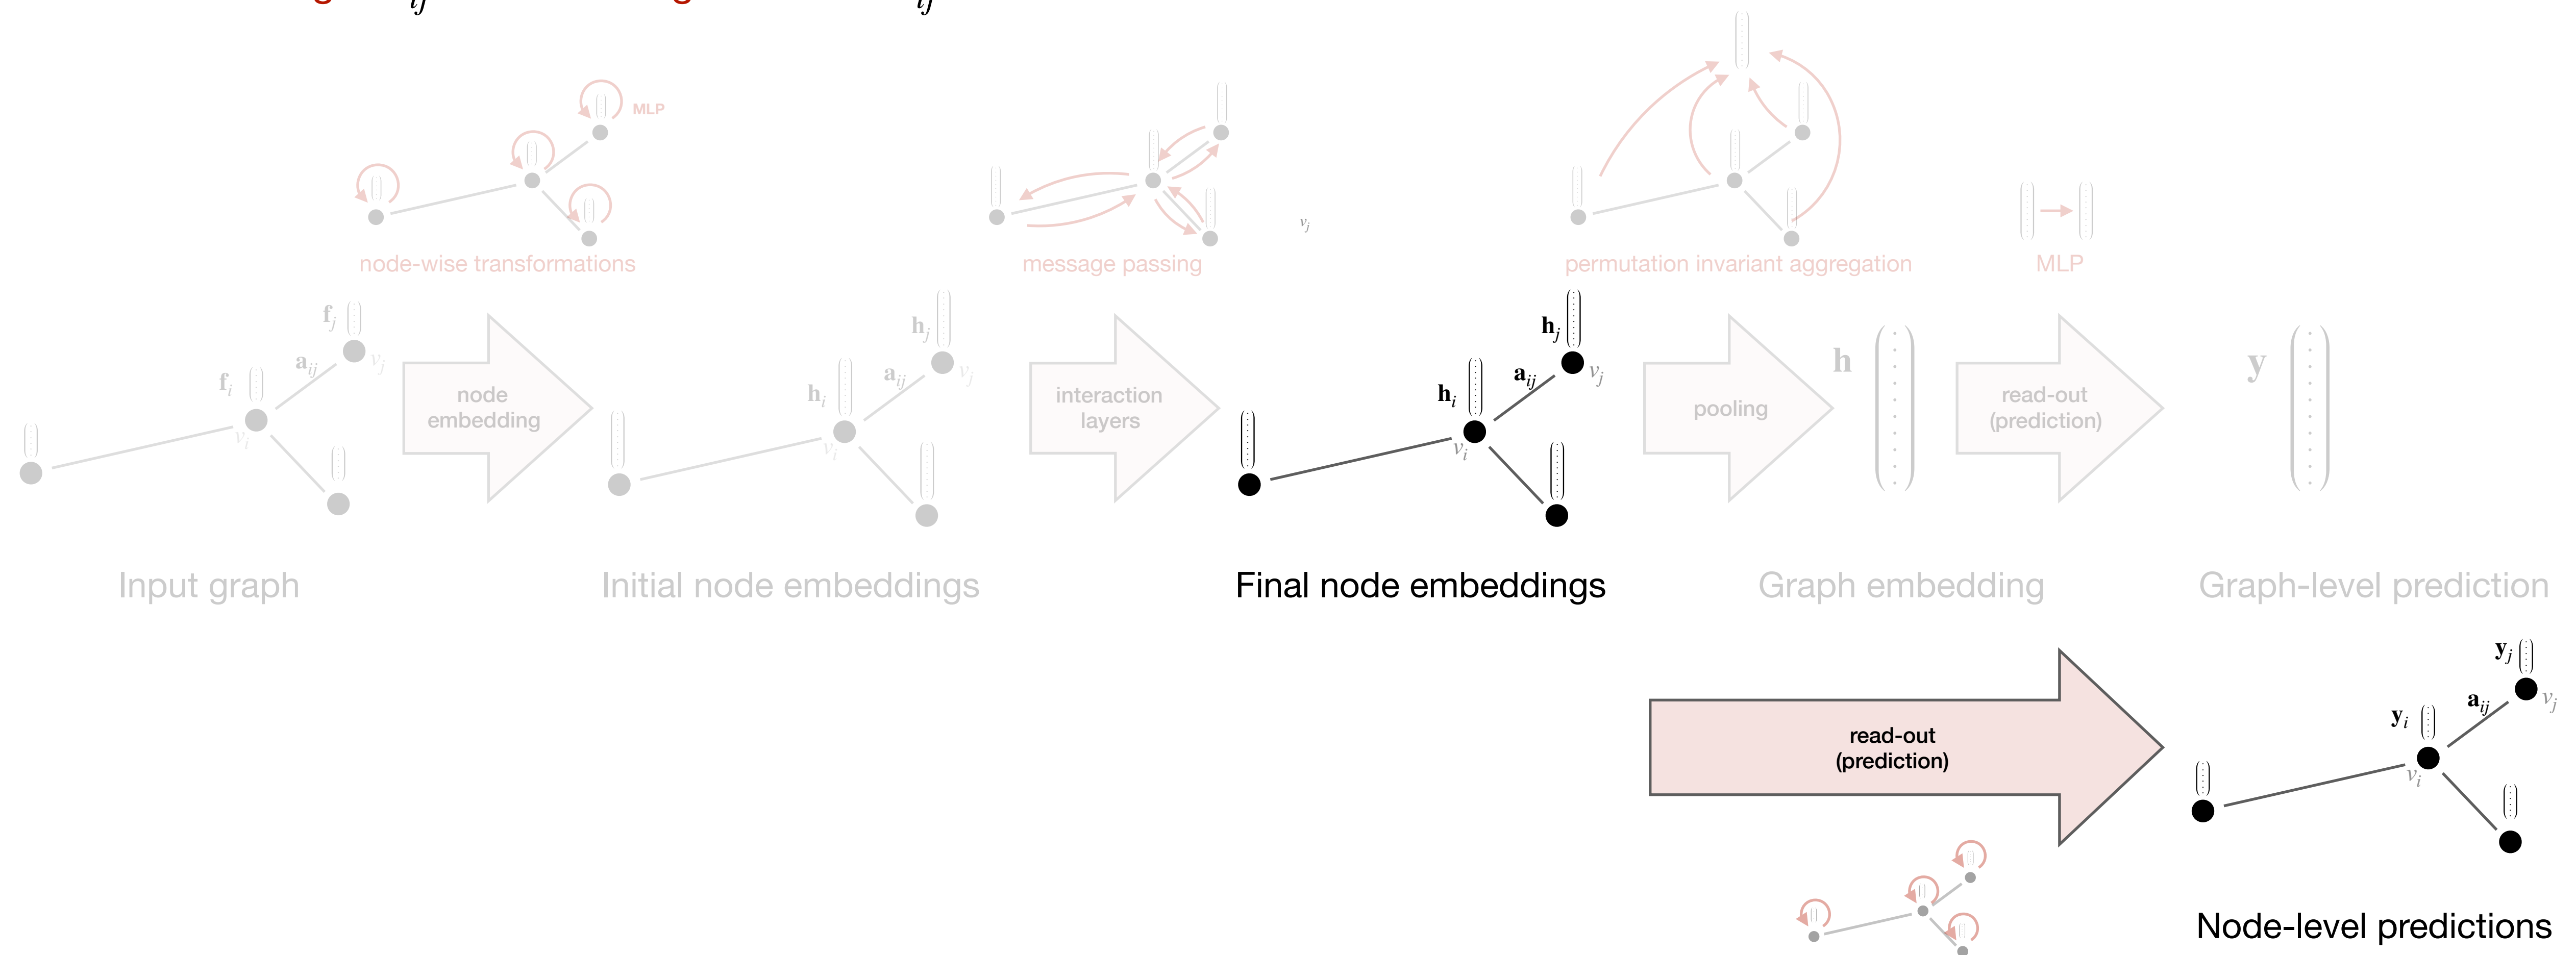 ij ij
MLP
v_j
node-wise transformations
message passing
permutation invariant aggregation
MLP
f_j
a_ij
v_j
f_i
v_i
node
embedding
h_j
a_ij
v_j
h_i
v_i
interaction
layers
h_j
a_ij
v_j
h_i
v_i
pooling
h
read-out
(prediction)
y
Input graph
Initial node embeddings
Final node embeddings
Graph embedding
Graph-level prediction
read-out
(prediction)
y_j
a_ij
v_j
y_i
v_i
Node-level predictions